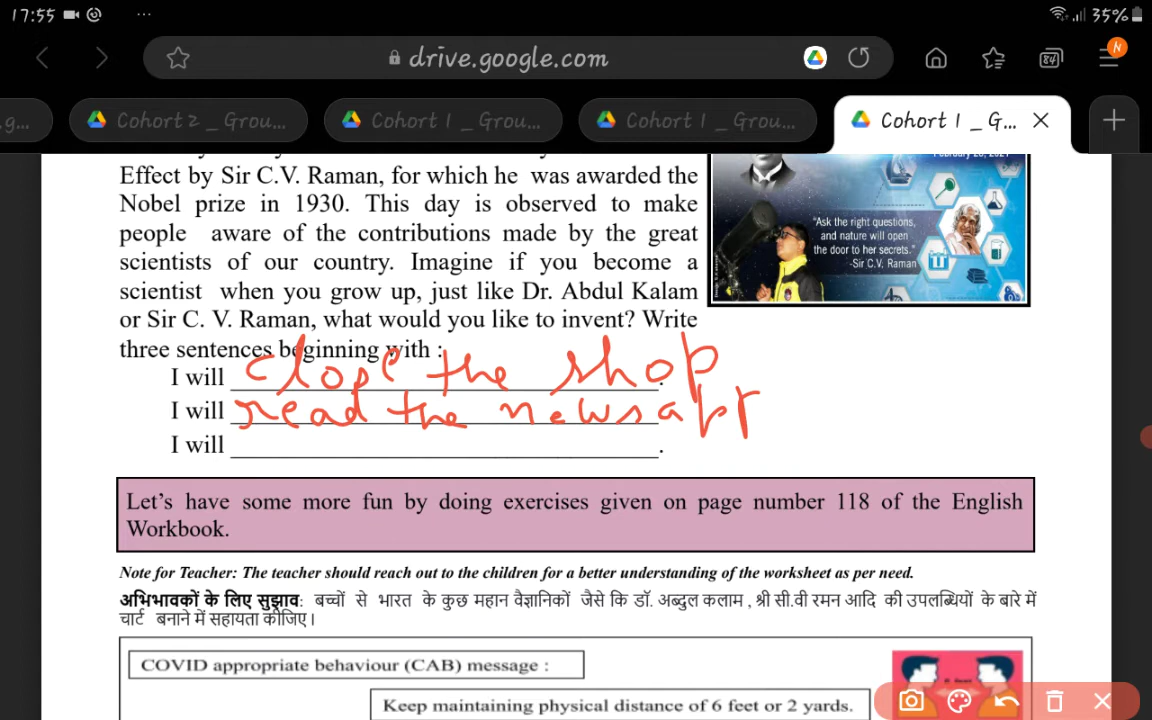 17:55 ... 35%
drive.google.com 84 N
.g... Cohort 2 _ Grou... Cohort 1 _ Grou... Cohort 1 _ Grou... Cohort 1 _ G...
Effect by Sir C.V. Raman, for which he was awarded the
Nobel prize in 1930. This day is observed to make
people aware of the contributions made by the great
scientists of our country. Imagine if you become a
scientist when you grow up, just like Dr. Abdul Kalam
or Sir C. V. Raman, what would you like to invent? Write
three sentences beginning with :
"Ask the right questions,
and nature will open
the door to her secrets."
-Sir C.V. Raman
I will close the shop.
I will read the newsapr
I will ____________________.
Let's have some more fun by doing exercises given on page number 118 of the English
Workbook.
Note for Teacher: The teacher should reach out to the children for a better understanding of the worksheet as per need.
अभिभावकों के लिए सुझाव: बच्चों से भारत के कुछ महान वैज्ञानिकों जैसे कि डॉ. अब्दुल कलाम , श्री सी.वी रमन आदि की उपलब्धियों के बारे में
चार्ट बनाने में सहायता कीजिए।
COVID appropriate behaviour (CAB) message :
Keep maintaining physical distance of 6 feet or 2 yards.